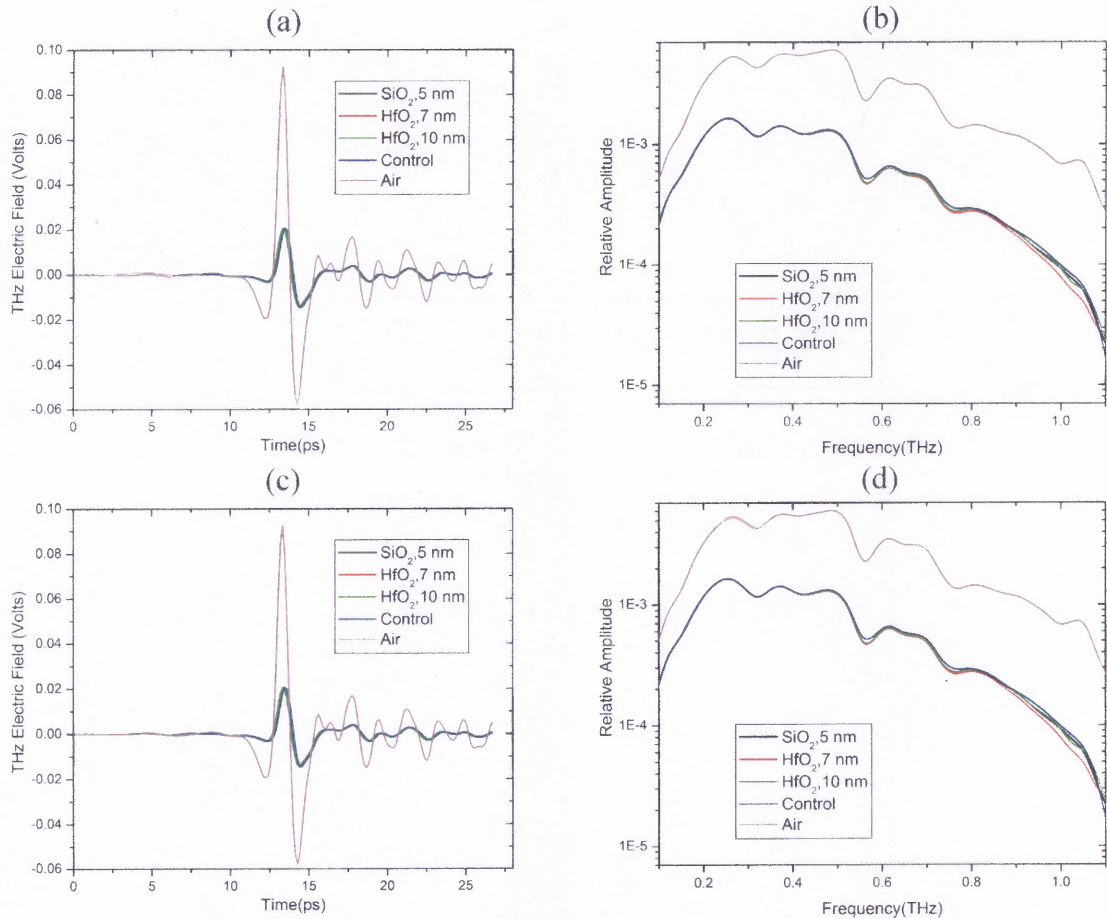 (a)
0.10
0.08
0.06
0.04
0.02
0.00
-0.02
-0.04
-0.06
THz Electric Field (Volts)
SiO2,5 nm
HfO2,7 nm
HfO2,10 nm
Control
Air
0 5 10 15 20 25
Time(ps)
(b)
1E-3
1E-4
1E-5
Relative Amplitude
SiO2,5 nm
HfO2,7 nm
HfO2,10 nm
Control
Air
0.2 0.4 0.6 0.8 1.0
Frequency(THz)
(c)
0.10
0.08
0.06
0.04
0.02
0.00
-0.02
-0.04
-0.06
THz Electric Field (Volts)
SiO2,5 nm
HfO2,7 nm
HfO2,10 nm
Control
Air
0 5 10 15 20 25
Time(ps)
(d)
1E-3
1E-4
1E-5
Relative Amplitude
SiO2,5 nm
HfO2,7 nm
HfO2,10 nm
Control
Air
0.2 0.4 0.6 0.8 1.0
Frequency(THz)